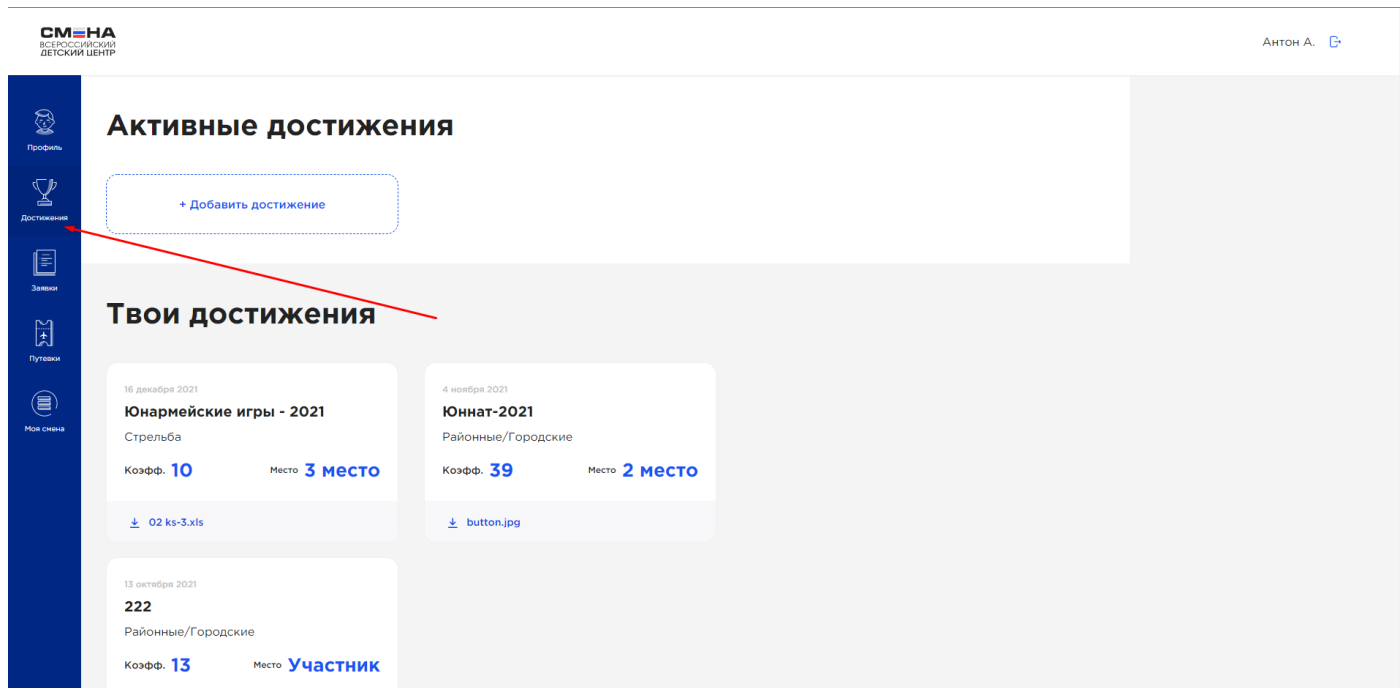 СМЕНА
ВСЕРОССИЙСКИЙ
ДЕТСКИЙ ЦЕНТР
Антон А.
Профиль
Достижения
Заявки
Путевки
Моя смена
Активные достижения
+ Добавить достижение
Твои достижения
16 декабря 2021
Юнармейские игры - 2021
Стрельба
Коэфф. 10 Место 3 место
02 ks-3.xls
4 ноября 2021
Юннат-2021
Районные/Городские
Коэфф. 39 Место 2 место
button.jpg
13 октября 2021
222
Районные/Городские
Коэфф. 13 Место Участник